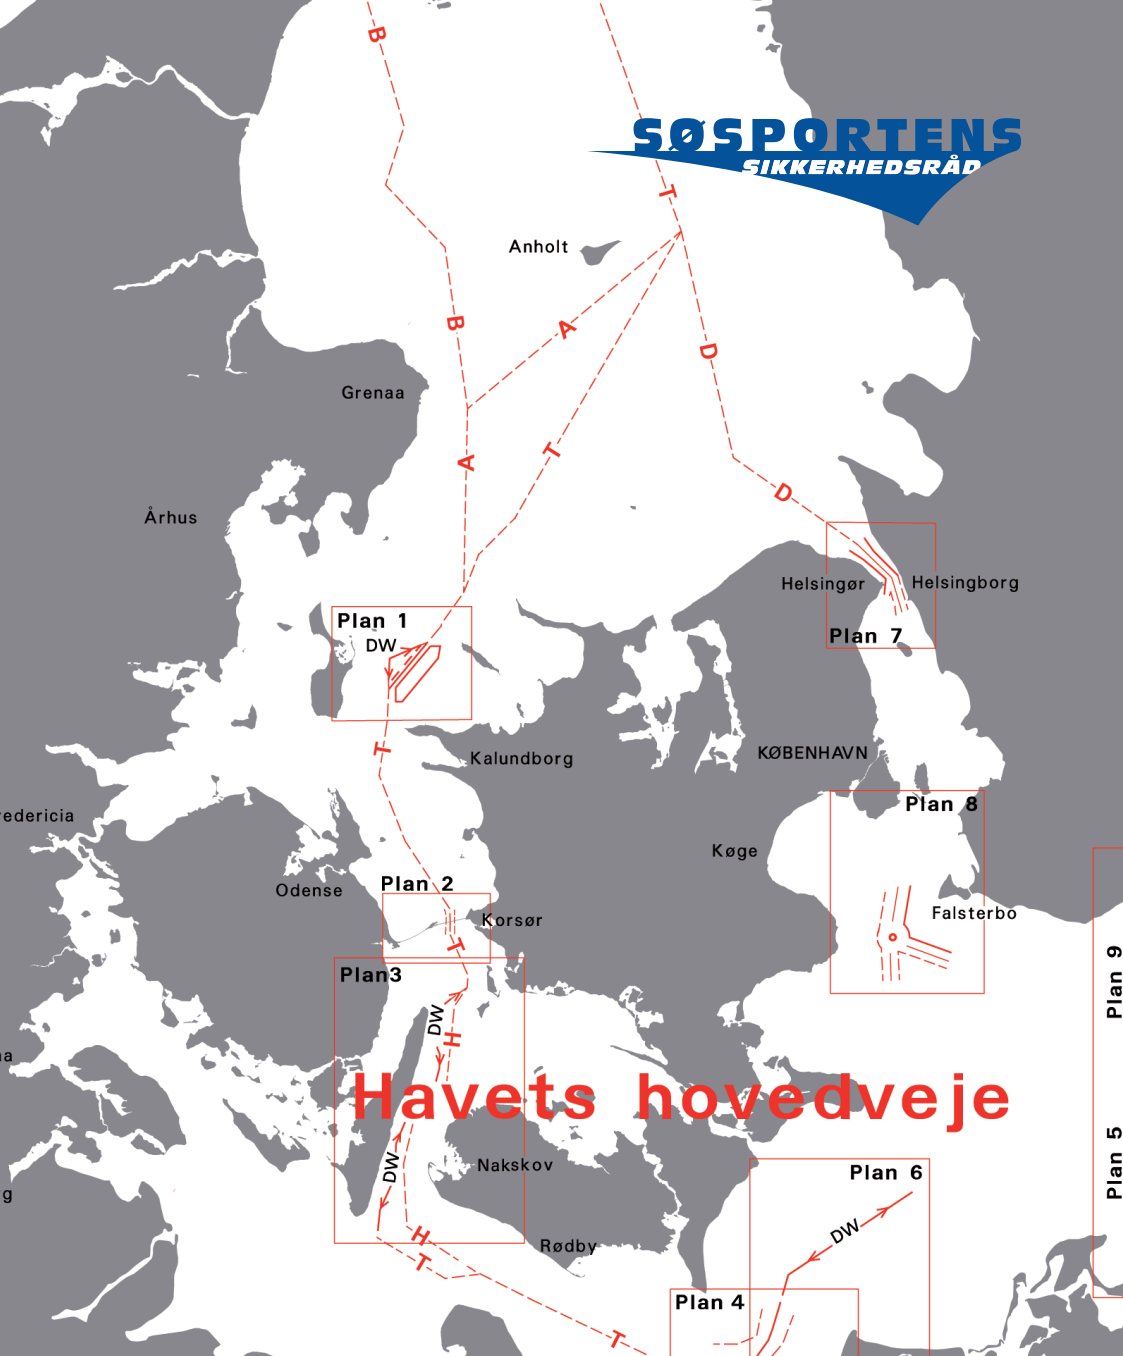 B
SØSPORTENS
SIKKERHEDSRÅD
T
Anholt
B
A
D
Grenaa
A
T
D
Århus
Helsingør
Helsingborg
Plan 1
DW
Plan 7
T
Kalundborg
KØBENHAVN
Plan 8
edericia
Køge
Odense
Plan 2
Korsør
Falsterbo
T
Plan3
Plan 9
DW
H
Havets hovedveje
DW
Nakskov
Plan 5
Plan 6
H
T
Rødby
DW
Plan 4
T